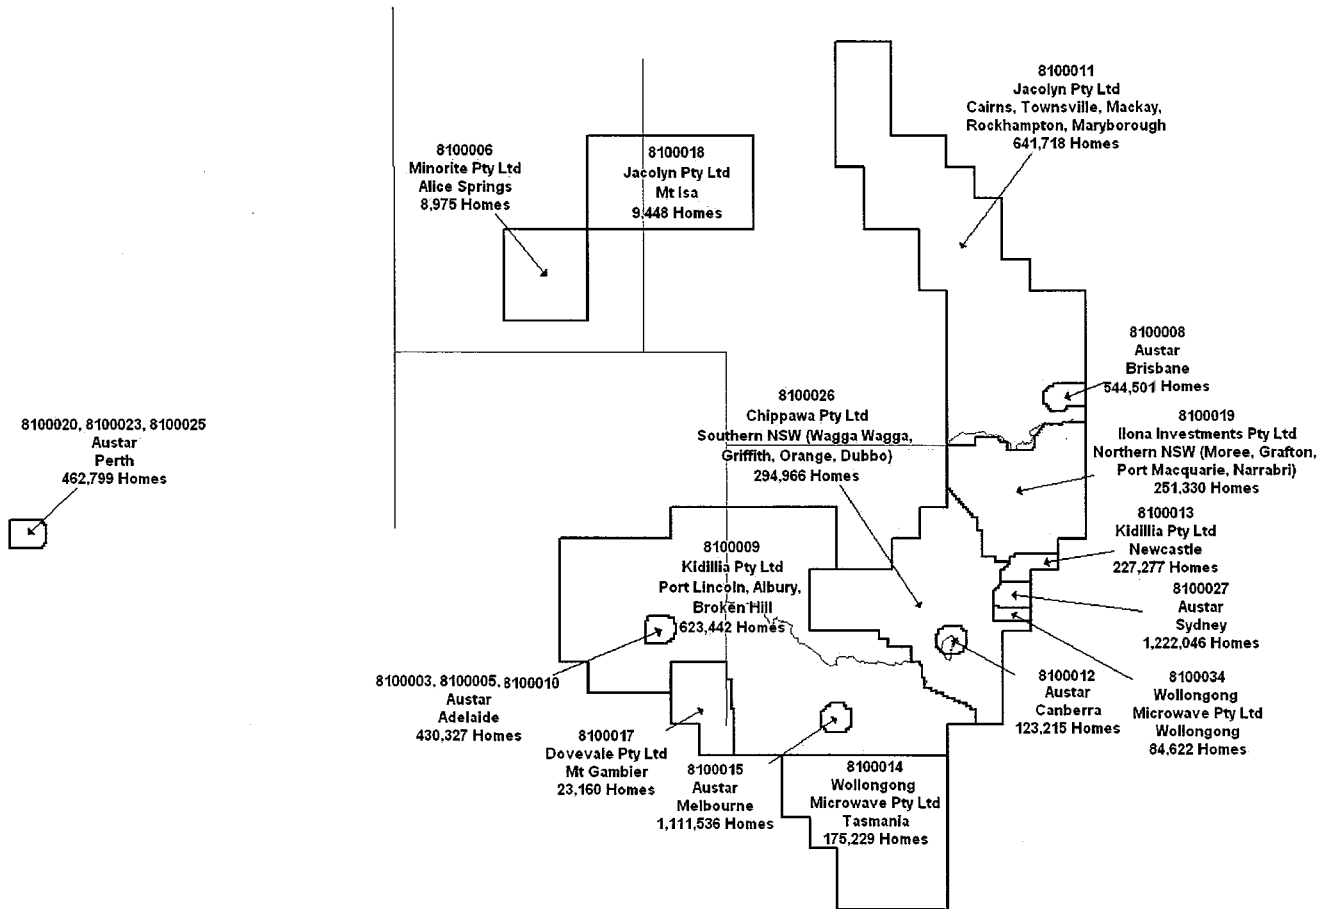 8100011
Jacolyn Pty Ltd
Cairns, Townsville, Mackay,
Rockhampton, Maryborough
641,718 Homes
8100006
Minorite Pty Ltd
Alice Springs
8,975 Homes
8100018
Jacolyn Pty Ltd
Mt Isa
9,448 Homes
8100008
Austar
Brisbane
544,501 Homes
8100026
Chippawa Pty Ltd
Southern NSW (Wagga Wagga,
Griffith, Orange, Dubbo)
294,966 Homes
8100019
Ilona Investments Pty Ltd
Northern NSW (Moree, Grafton,
Port Macquarie, Narrabri)
251,330 Homes
8100020, 8100023, 8100025
Austar
Perth
462,799 Homes
8100013
Kidillia Pty Ltd
Newcastle
227,277 Homes
8100009
Kidillia Pty Ltd
Port Lincoln, Albury,
Broken Hill
623,442 Homes
8100027
Austar
Sydney
1,222,046 Homes
8100003, 8100005, 8100010
Austar
Adelaide
430,327 Homes
8100012
Austar
Canberra
123,215 Homes
8100034
Wollongong
Microwave Pty Ltd
Wollongong
84,622 Homes
8100017
Dovevale Pty Ltd
Mt Gambier
23,160 Homes
8100015
Austar
Melbourne
1,111,536 Homes
8100014
Wollongong
Microwave Pty Ltd
Tasmania
175,229 Homes